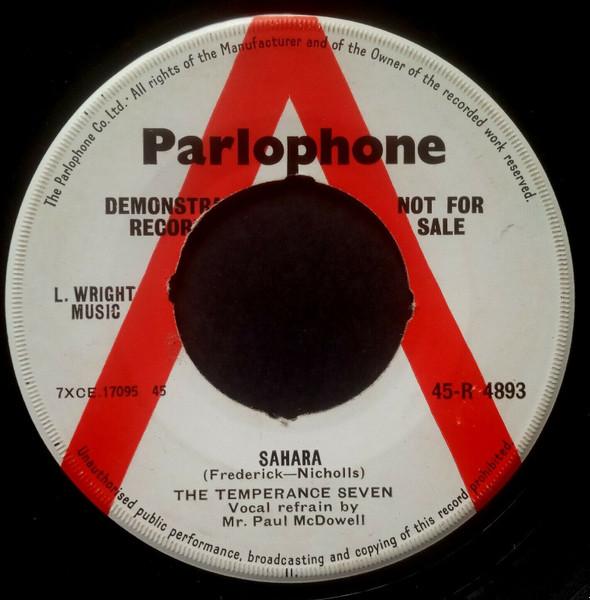 The Parlophone Co. Ltd. · All rights of the Manufacturer and of the Owner of the recorded work reserved.
Parlophone
NOT FOR
RECOR SALE
L. WRIGHT
MUSIC
7XCE.17095 45 45-R 4893
SAHARA
(Frederick—Nicholls)
THE TEMPERANCE SEVEN
Vocal refrain by
Mr. Paul McDowell
Unauthorised public performance, broadcasting and copying of this record prohibited.